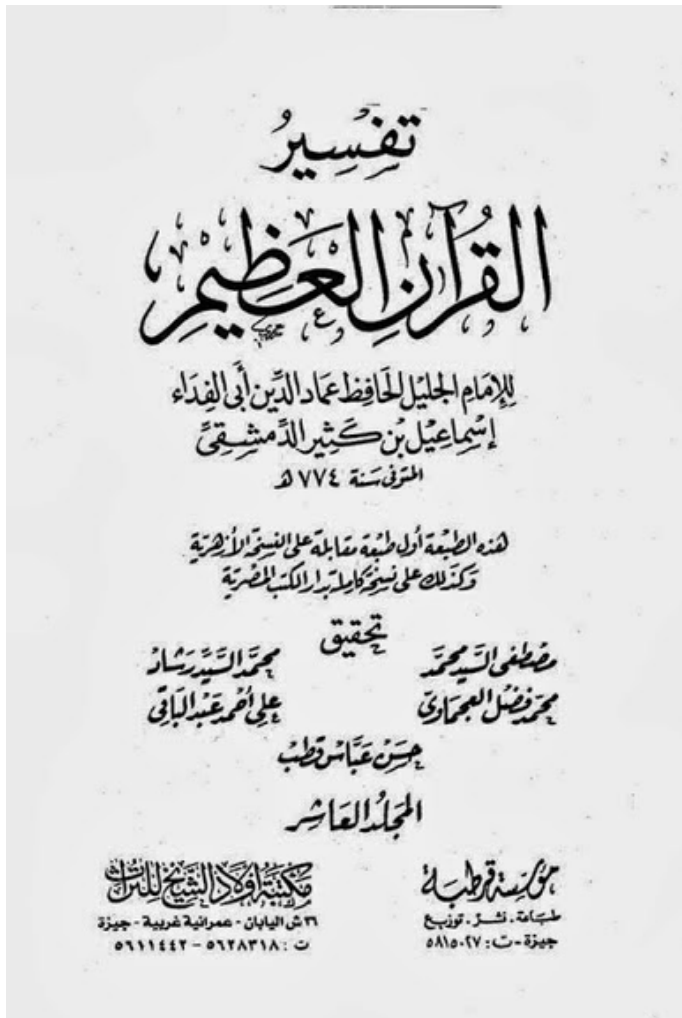 تفسير
القرآن العظيم
للإمام الجليل الحافظ عماد الدين أبي الفداء
إسماعيل بن كثير الدمشقي
المتوفى سنة ٧٧٤ هـ
هذه الطبعة أول طبعة مقابلة على النسخة الأزهرية
وكذلك على نسخة كاملة بدار الكتب المصرية
تحقيق
مصطفى السيد محمد محمد السيد رشاد
محمد فضل العجماوي علي أحمد عبد الباقي
حسن عباس قطب
المجلد العاشر
مؤسسة قرطبة
طباعة . نشر . توزيع
جيزة - ت : ٥٨١٥٠٢٧
مكتبة أولاد الشيخ للتراث
٣٦ ش اليابان - عمرانية غربية - جيزة
ت : ٥٦٢٨٣١٨ - ٥٦١١٤٤٢